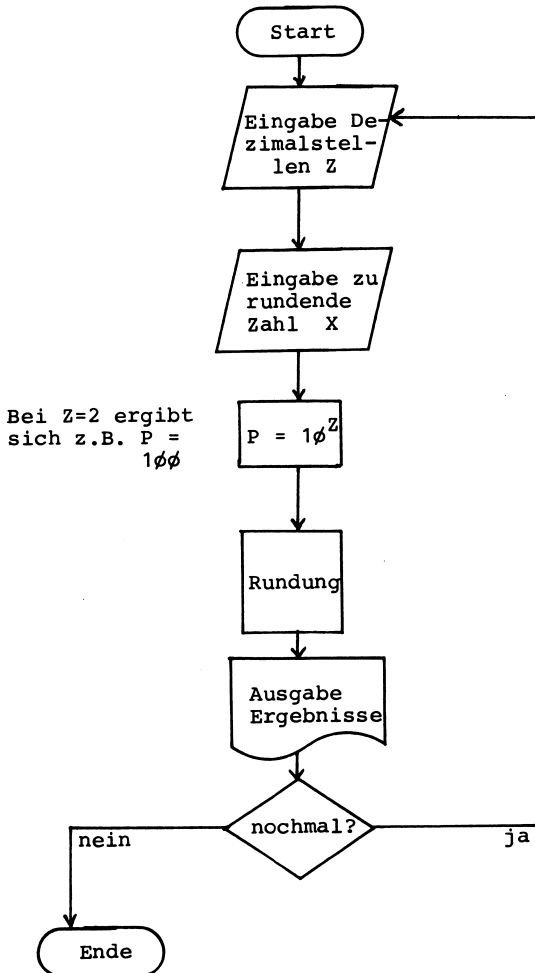 Start
Eingabe De-
zimalstel-
len Z
Eingabe zu
rundende
Zahl X
Bei Z=2 ergibt
sich z.B. P =
1øø
P = 1ø^Z
Rundung
Ausgabe
Ergebnisse
nochmal?
nein
ja
Ende